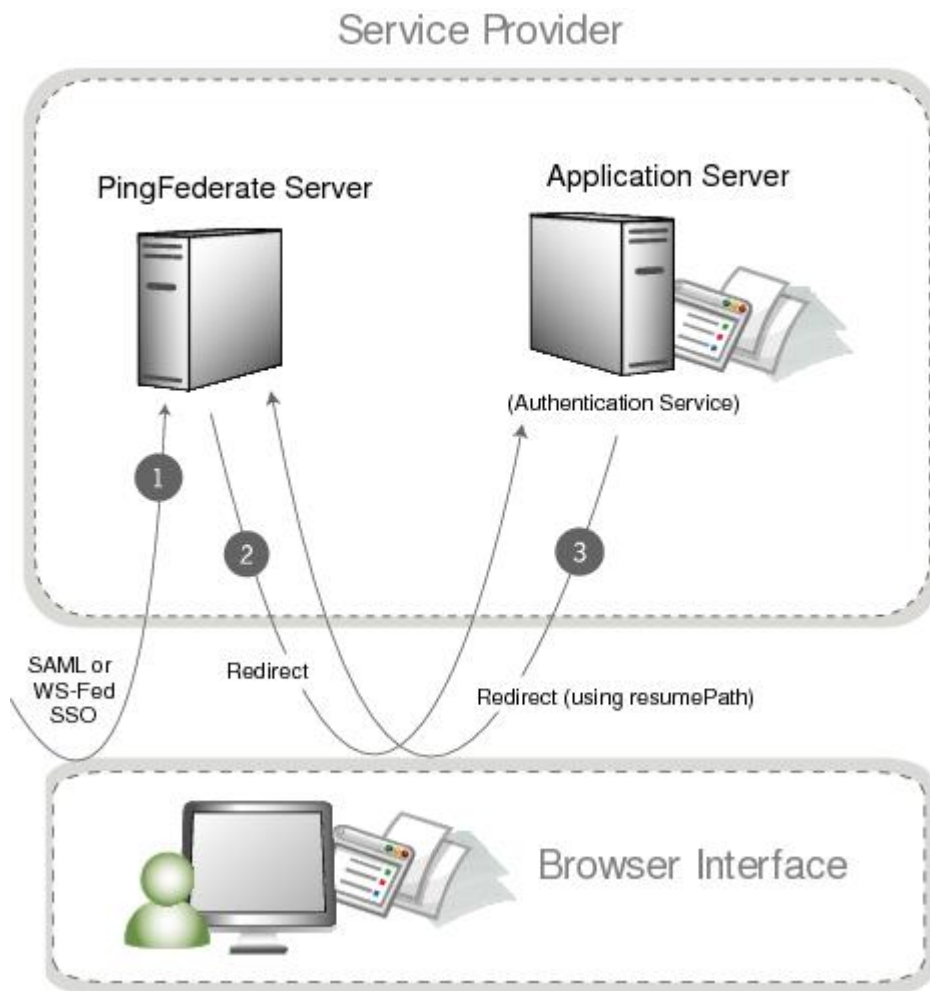 Service Provider
PingFederate Server
Application Server
(Authentication Service)
1
2
3
SAML or
WS-Fed
SSO
Redirect
Redirect (using resumePath)
Browser Interface